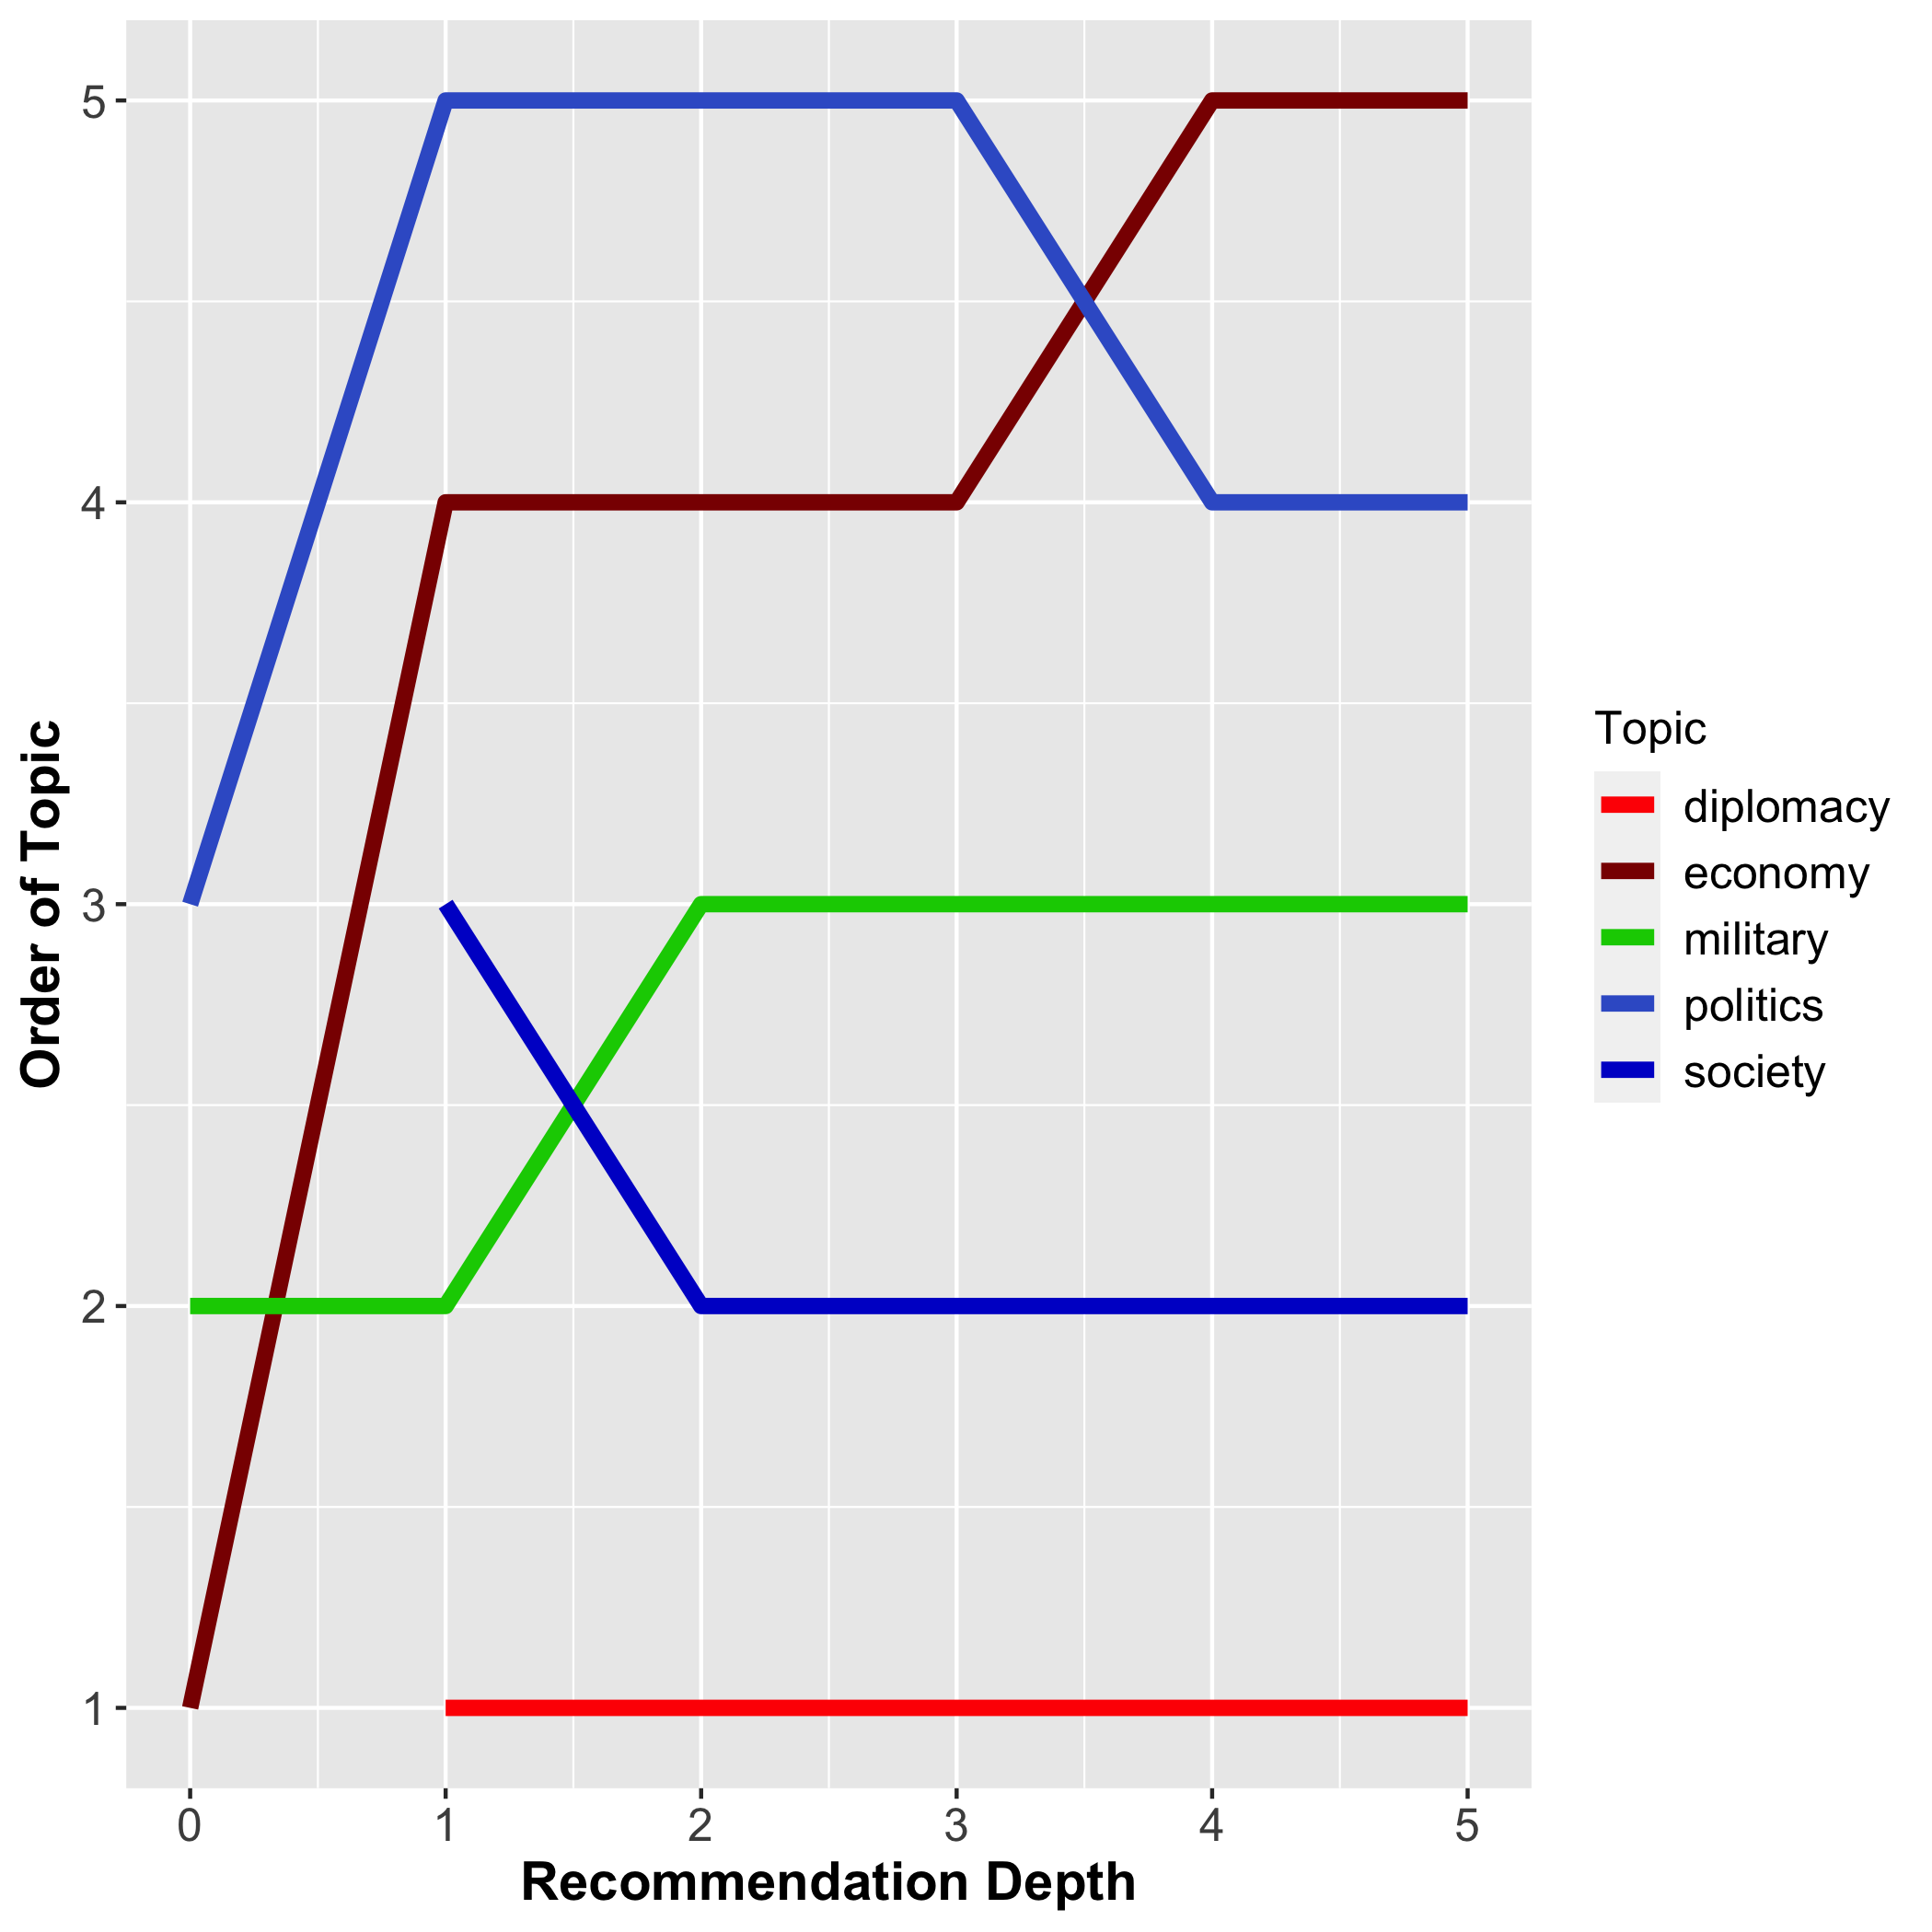 Order of Topic
5
4
3
2
1
0 1 2 3 4 5
Recommendation Depth
Topic
diplomacy
economy
military
politics
society